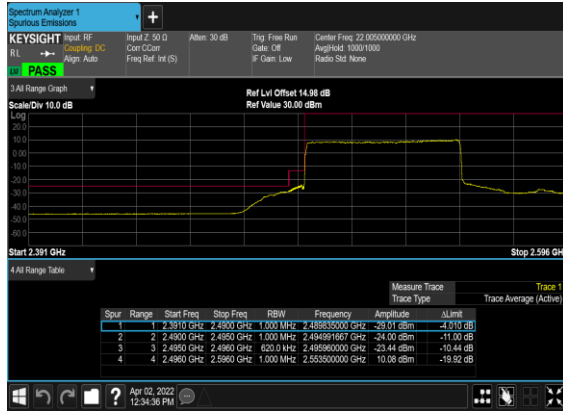 Spectrum Analyzer 1
Spurious Emissions
+
KEYSIGHT Input: RF Input Z: 50 Ω Atten: 30 dB Trig: Free Run Center Freq: 22.005000000 GHz
RL Coupling: DC Corr CCorr Gate: Off Avg|Hold: 1000/1000
Align: Auto Freq Ref: Int (S) IF Gain: Low Radio Std: None
PASS
3 All Range Graph
Ref Lvl Offset 14.98 dB
Scale/Div 10.0 dB Ref Value 30.00 dBm
Log
20.0
10.0
0.00
-10.0
-20.0
-30.0
-40.0
-50.0
-60.0
Start 2.391 GHz Stop 2.596 GH
4 All Range Table
Measure Trace Trace 1
Trace Type Trace Average (Active)
Spur Range Start Freq Stop Freq RBW Frequency Amplitude ΔLimit
1 1 2.3910 GHz 2.4900 GHz 1.000 MHz 2.489835000 GHz -29.01 dBm -4.010 dB
2 2 2.4900 GHz 2.4950 GHz 1.000 MHz 2.494991667 GHz -24.00 dBm -11.00 dB
3 3 2.4950 GHz 2.4960 GHz 620.0 kHz 2.495960000 GHz -23.44 dBm -10.44 dB
4 4 2.4960 GHz 2.5960 GHz 1.000 MHz 2.553500000 GHz 10.08 dBm -19.92 dB
? Apr 02, 2022
12:34:36 PM